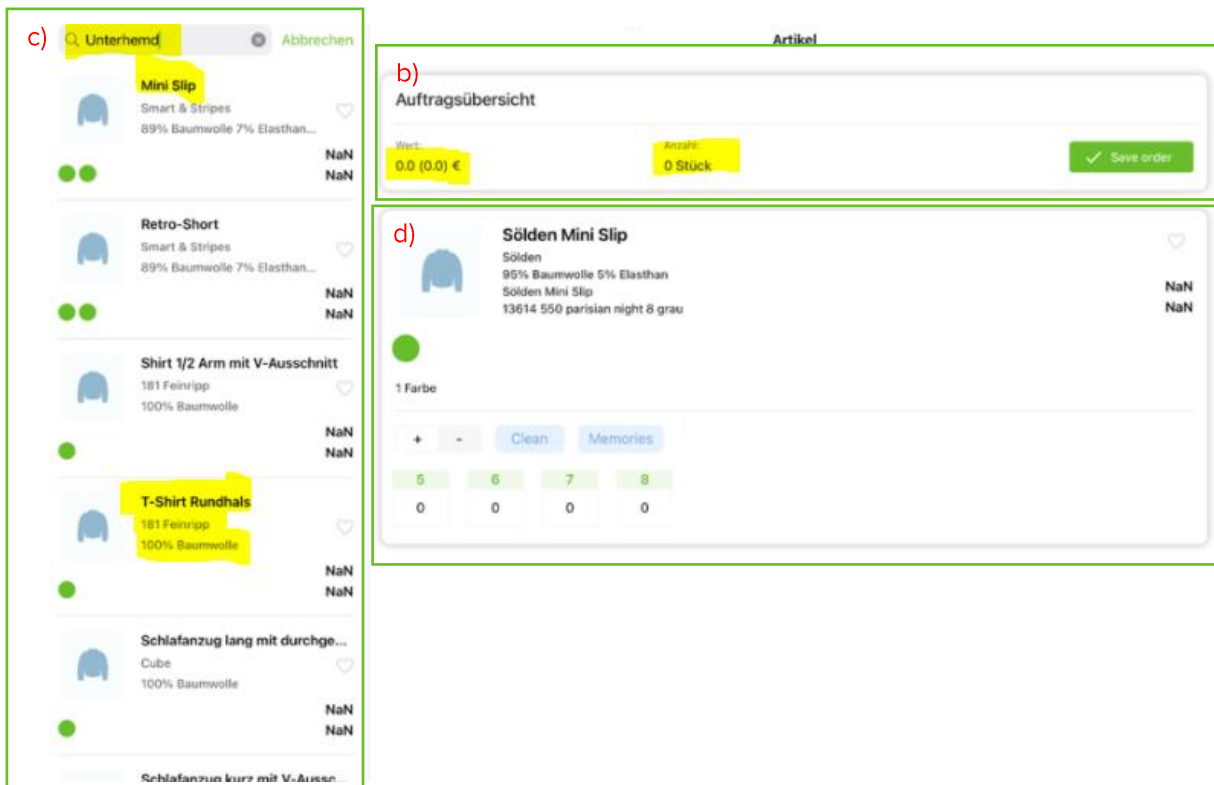 c)
Unterhemd
Abbrechen
Mini Slip
Smart & Stripes
89% Baumwolle 7% Elasthan...
NaN
NaN
Retro-Short
Smart & Stripes
89% Baumwolle 7% Elasthan...
NaN
NaN
Shirt 1/2 Arm mit V-Ausschnitt
181 Feinripp
100% Baumwolle
NaN
NaN
T-Shirt Rundhals
181 Feinripp
100% Baumwolle
NaN
NaN
Schlafanzug lang mit durchge...
Cube
100% Baumwolle
NaN
NaN
Schlafanzug kurz mit V-Aussc...
Artikel
b)
Auftragsübersicht
Wert:
Anzahl:
0.0 (0.0) €
0 Stück
Save order
d)
Sölden Mini Slip
Sölden
95% Baumwolle 5% Elasthan
Sölden Mini Slip
13614 550 parisian night 8 grau
NaN
NaN
1 Farbe
+ - Clean Memories
5 6 7 8
0 0 0 0